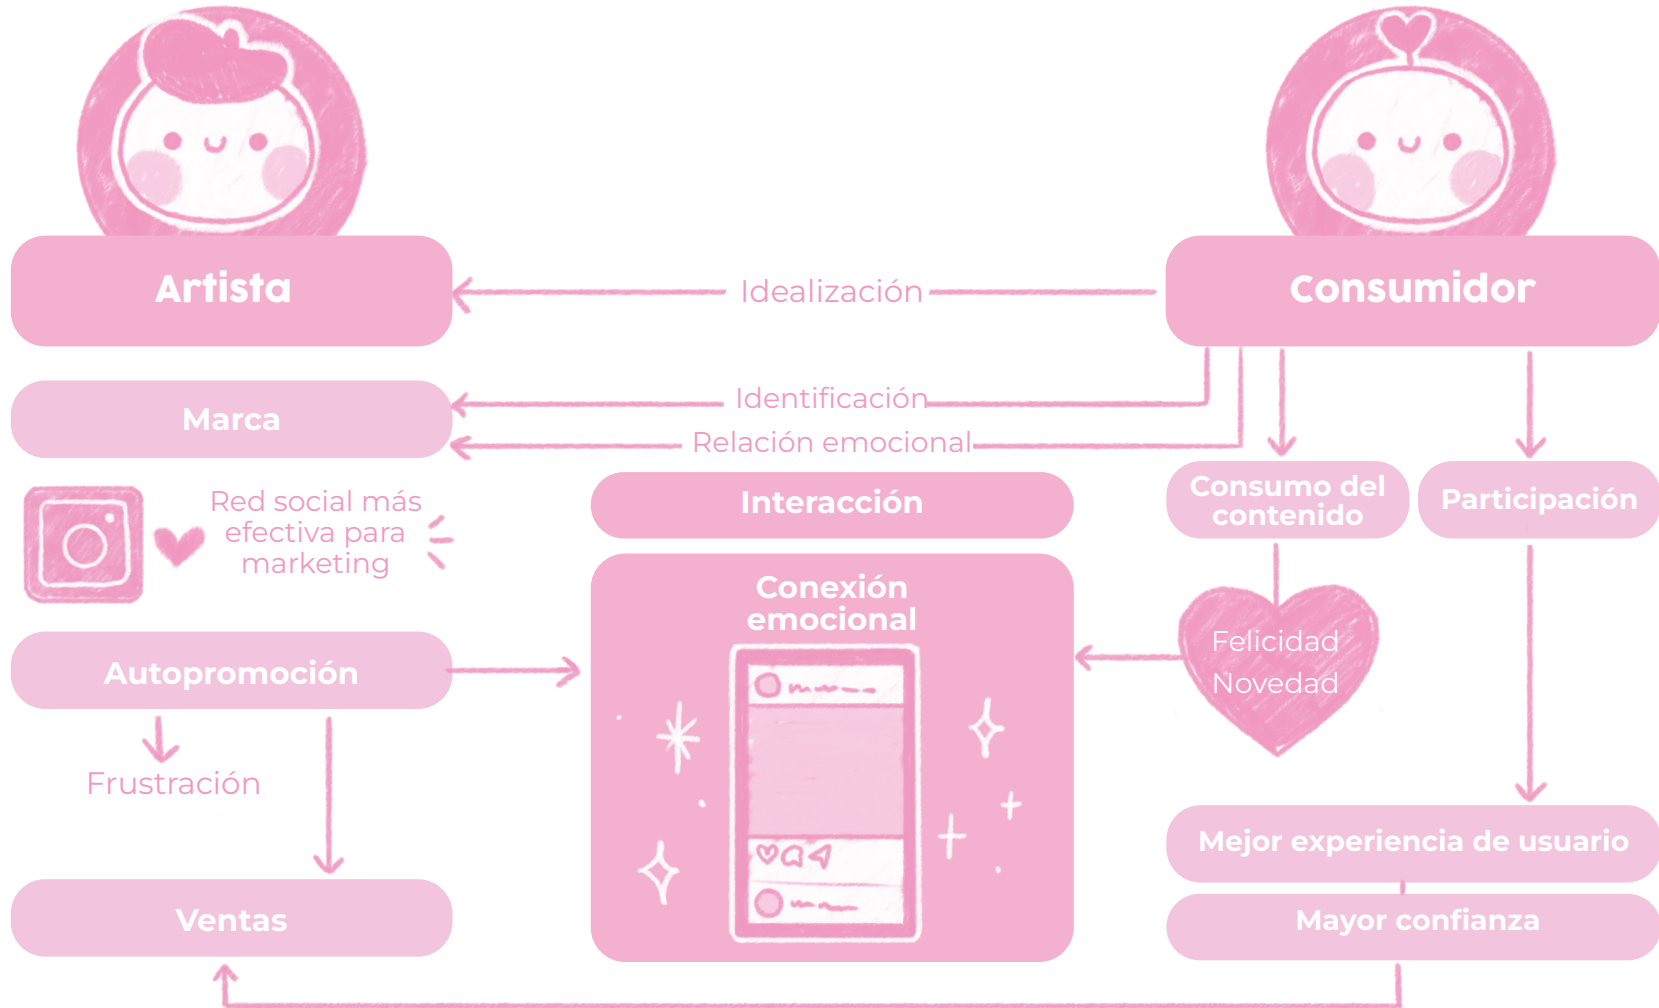 Artista
Idealización
Consumidor
Marca
Identificación
Relación emocional
Red social más
efectiva para
marketing
Interacción
Consumo del
contenido
Participación
Conexión
emocional
Autopromoción
Felicidad
Novedad
Frustración
Mejor experiencia de usuario
Ventas
Mayor confianza